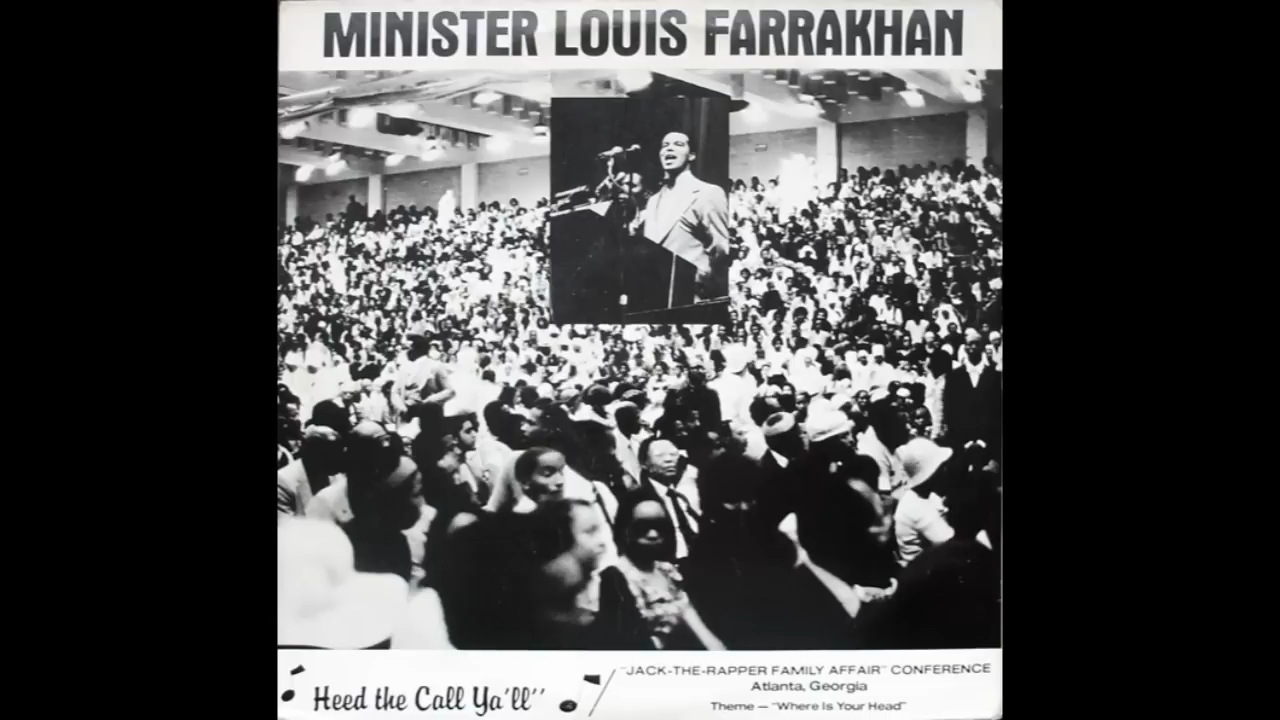 MINISTER LOUIS FARRAKHAN
Heed the Call Ya'll"
"JACK-THE-RAPPER FAMILY AFFAIR" CONFERENCE
Atlanta, Georgia
Theme — "Where Is Your Head"